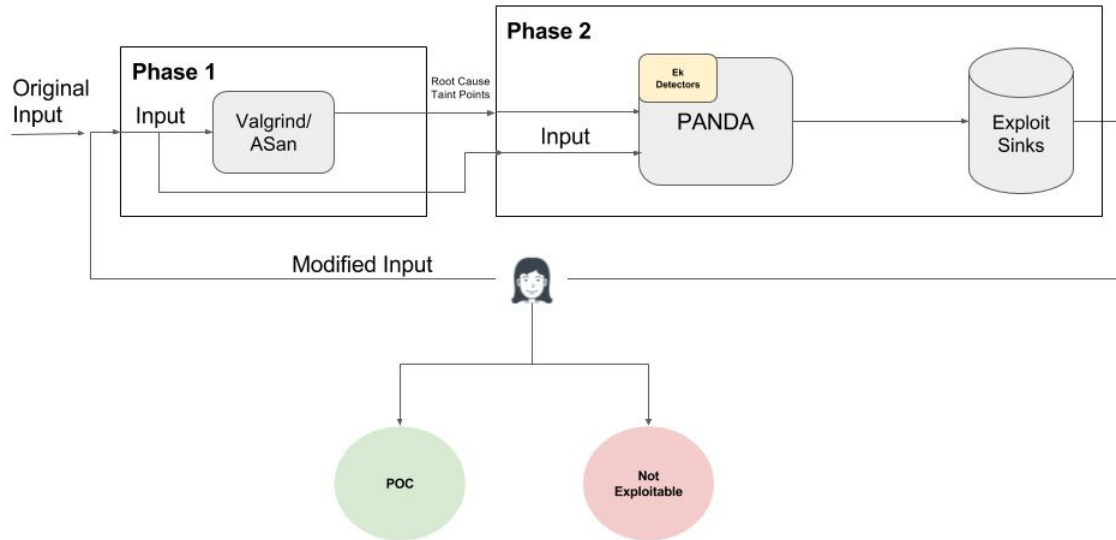 Phase 2
Phase 1
Original
Input
Input
Valgrind/
ASan
Root Cause
Taint Points
Input
Ek
Detectors
PANDA
Exploit
Sinks
Modified Input
POC
Not
Exploitable